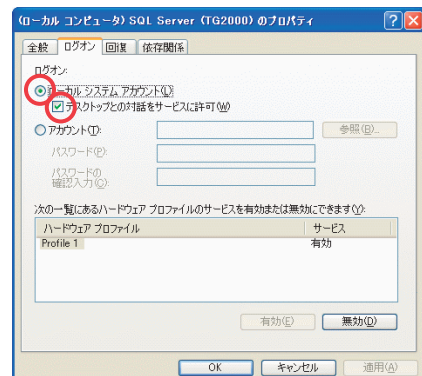 (ローカル コンピュータ) SQL Server (TG2000) のプロパティ
全般 ログオン 回復 依存関係
ログオン:
ローカル システム アカウント(L)
デスクトップとの対話をサービスに許可(W)
アカウント(T): 参照(B)...
パスワード(P):
パスワードの
確認入力(C):
次の一覧にあるハードウェア プロファイルのサービスを有効または無効にできます(Y):
ハードウェア プロファイル サービス
Profile 1 有効
有効(E) 無効(D)
OK キャンセル 適用(A)